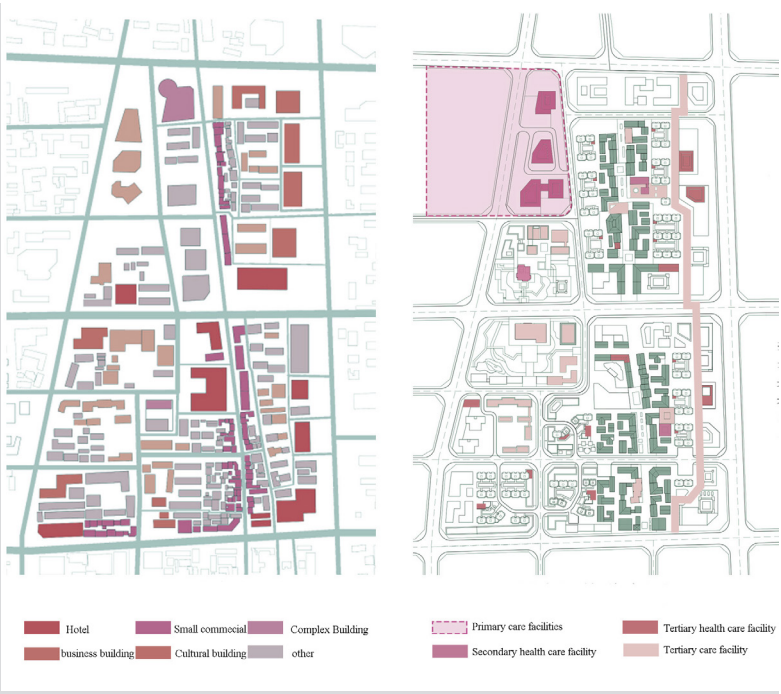 Hotel
Small commecial
Complex Building
business building
Cultural building
other
Primary care facilities
Tertiary health care facility
Secondary health care facility
Tertiary care facility